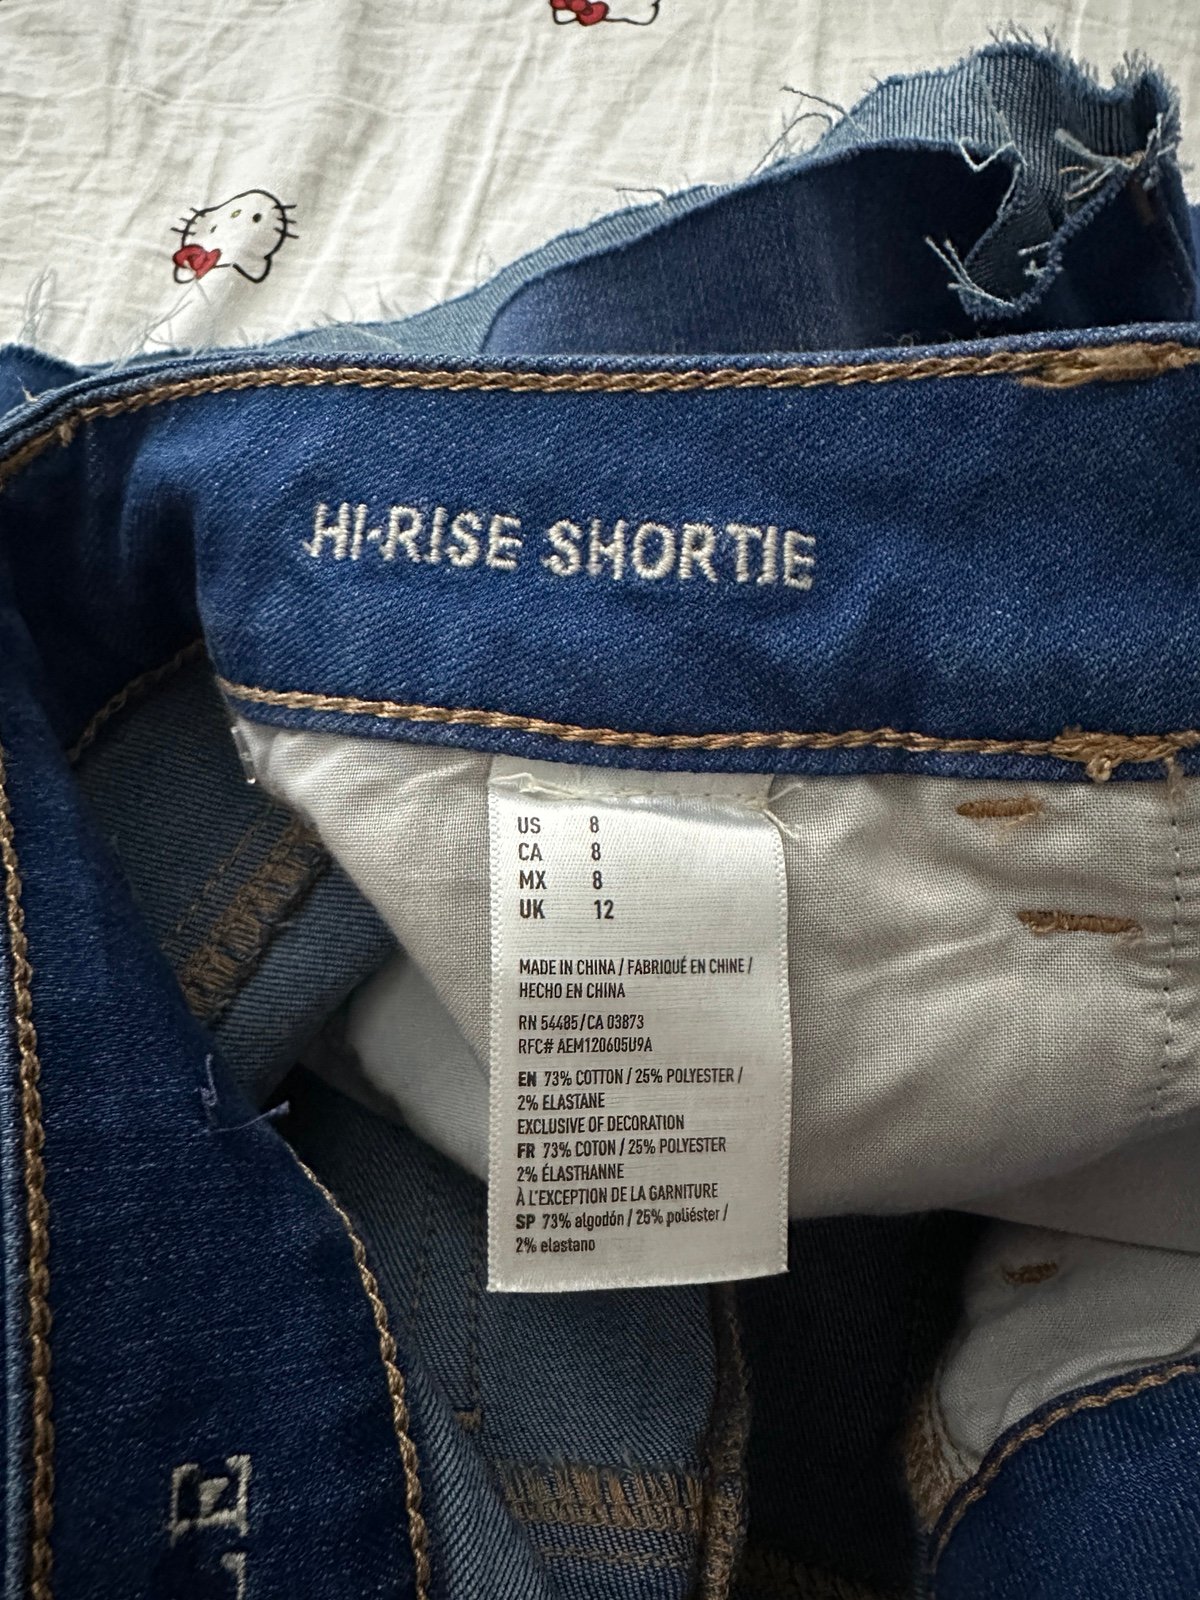 HI-RISE SHORTIE
US 8
CA 8
MX 8
UK 12
MADE IN CHINA / FABRIQUÉ EN CHINE /
HECHO EN CHINA
RN 54485/CA 03873
RFC# AEM120605U9A
EN 73% COTTON / 25% POLYESTER /
2% ELASTANE
EXCLUSIVE OF DECORATION
FR 73% COTON / 25% POLYESTER
2% ÉLASTHANNE
À L'EXCEPTION DE LA GARNITURE
SP 73% algodón / 25% poliéster /
2% elastano